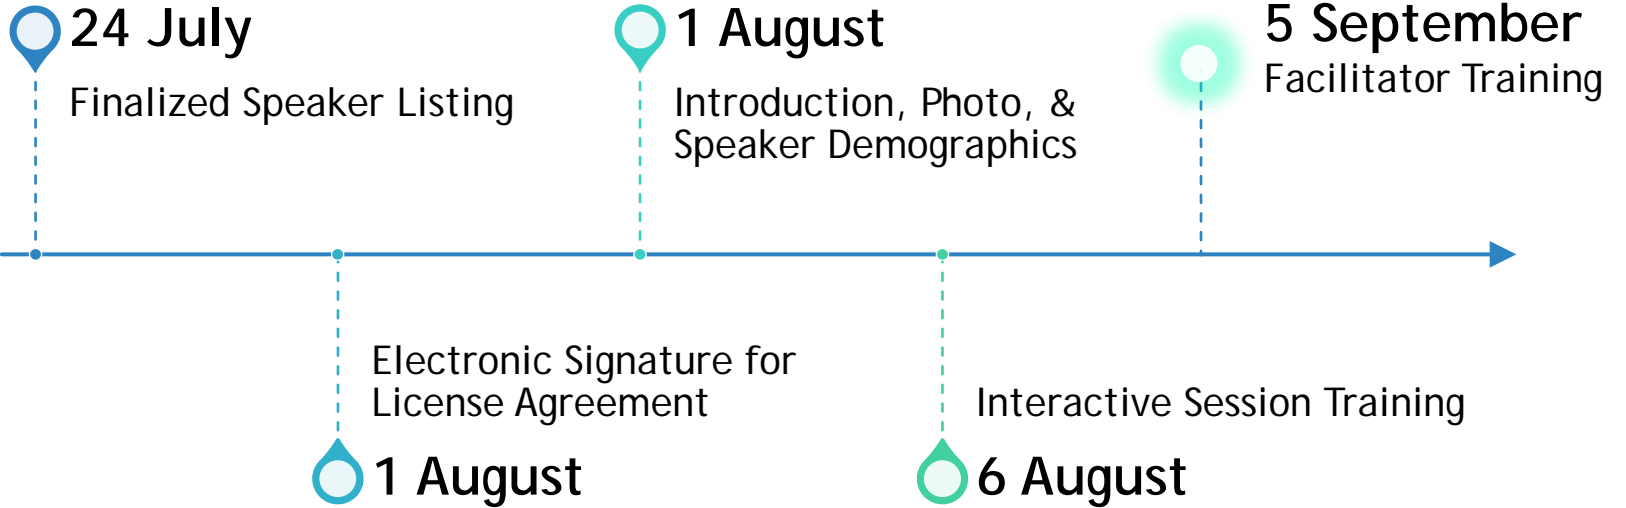 24 July
Finalized Speaker Listing
1 August
Introduction, Photo, &
Speaker Demographics
5 September
Facilitator Training
Electronic Signature for
License Agreement
1 August
Interactive Session Training
6 August